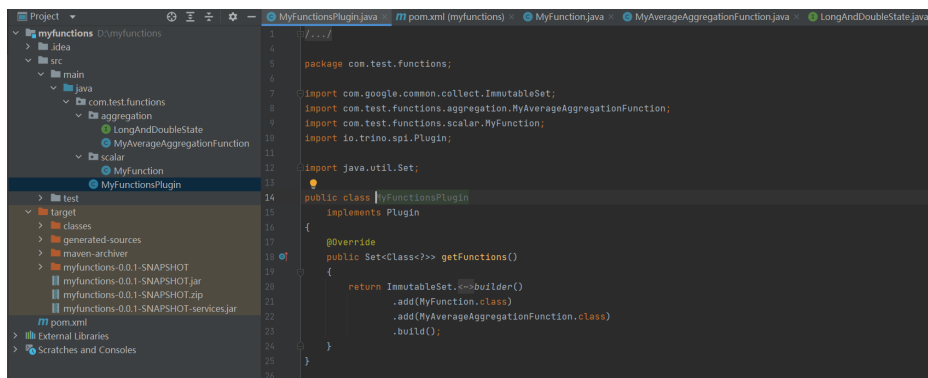 Project
myfunctions D:\myfunctions
.idea
src
main
java
com.test.functions
aggregation
LongAndDoubleState
MyAverageAggregationFunction
scalar
MyFunction
MyFunctionsPlugin
test
target
classes
generated-sources
maven-archiver
myfunctions-0.0.1-SNAPSHOT
myfunctions-0.0.1-SNAPSHOT.jar
myfunctions-0.0.1-SNAPSHOT.zip
myfunctions-0.0.1-SNAPSHOT-services.jar
pom.xml
External Libraries
Scratches and Consoles
MyFunctionsPlugin.java pom.xml (myfunctions) MyFunction.java MyAverageAggregationFunction.java LongAndDoubleState.java
1 /.../
4
5 package com.test.functions;
6
7 import com.google.common.collect.ImmutableSet;
8 import com.test.functions.aggregation.MyAverageAggregationFunction;
9 import com.test.functions.scalar.MyFunction;
10 import io.trino.spi.Plugin;
11
12 import java.util.Set;
13
14 public class MyFunctionsPlugin
15 implements Plugin
16 {
17 @Override
18 public Set<Class<?>> getFunctions()
19 {
20 return ImmutableSet.<~>builder()
21 .add(MyFunction.class)
22 .add(MyAverageAggregationFunction.class)
23 .build();
24 }
25 }
26